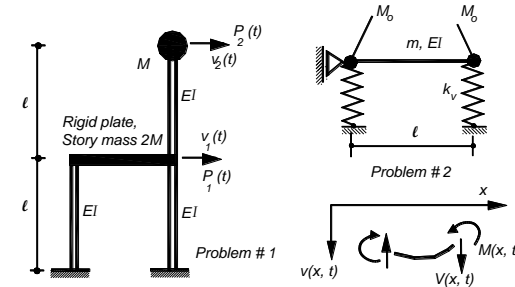 P₂(t)
M
v₂(t)
EI
ℓ
Rigid plate,
Story mass 2M
v₁(t)
P₁(t)
ℓ
EI
EI
Problem # 1
Mₒ
Mₒ
m, EI
kᵥ
ℓ
Problem # 2
x
v(x, t)
M(x, t
V(x, t)